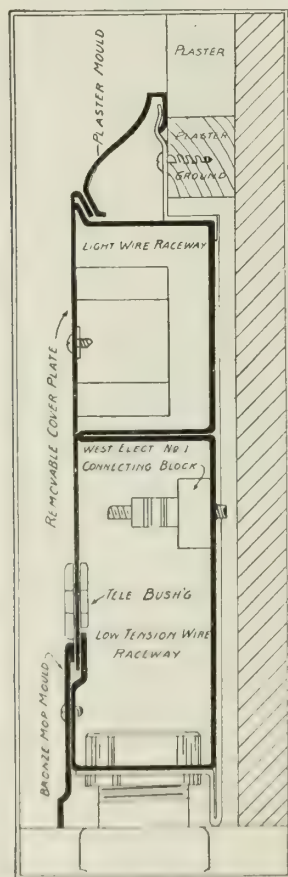 PLASTER
PLASTER MOULD
PLASTER
GROUND
LIGHT WIRE RACEWAY
REMOVABLE COVER PLATE
WEST ELECT NO 1
CONNECTING BLOCK
TELE BUSH'G
LOW TENSION WIRE
RACEWAY
BRONZE MOP MOULD